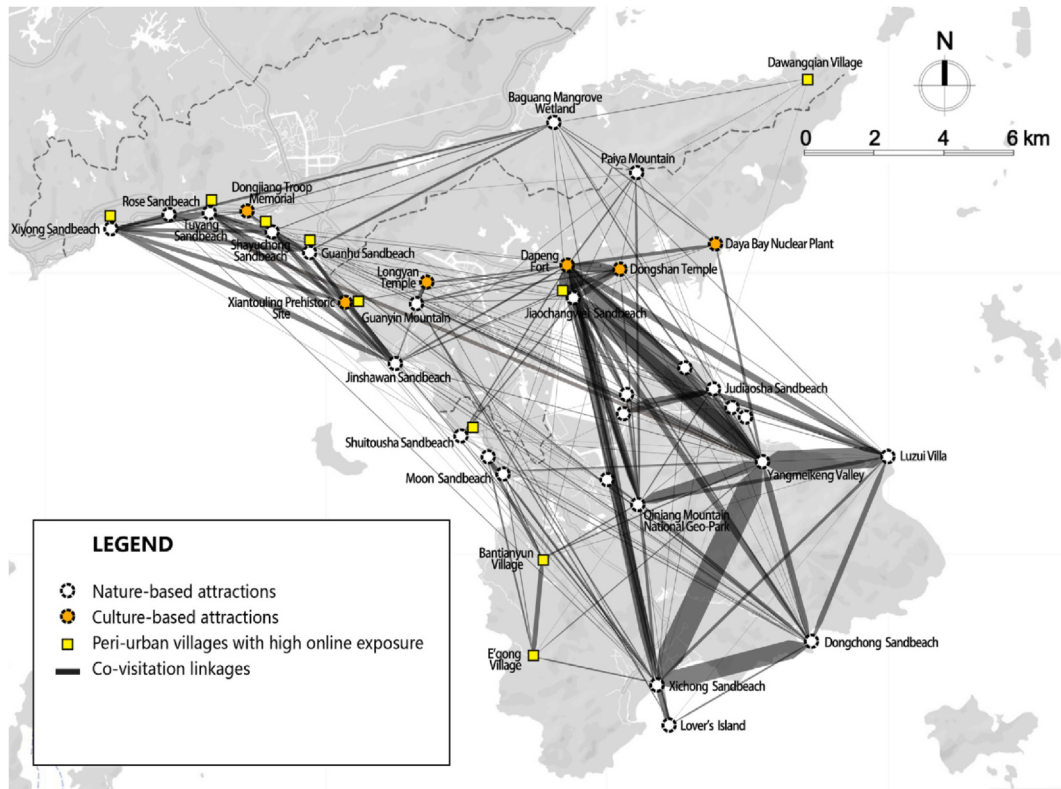 Dawangqian Village
N
0 2 4 6 km
Baguang Mangrove
Wetland
Paiya Mountain
Dongjiang Troop
Memorial
Rose Sandbeach
Xiyong Sandbeach
Tuyang
Sandbeach
Shayuchong
Sandbeach
Guanhu Sandbeach
Daya Bay Nuclear Plant
Dapeng
Fort
Dongshan Temple
Longyan
Temple
Xiantouling Prehistoric
Site
Guanyin Mountain
Jiaochangwei Sandbeach
Jinshawan Sandbeach
Judiaosha Sandbeach
Shuitousha Sandbeach
Luzui Villa
Yangmeikeng Valley
Moon Sandbeach
Qiniang Mountain
National Geo-Park
Bantianyun
Village
Dongchong Sandbeach
E'gong
Village
Xichong Sandbeach
Lover's Island
LEGEND
Nature-based attractions
Culture-based attractions
Peri-urban villages with high online exposure
Co-visitation linkages